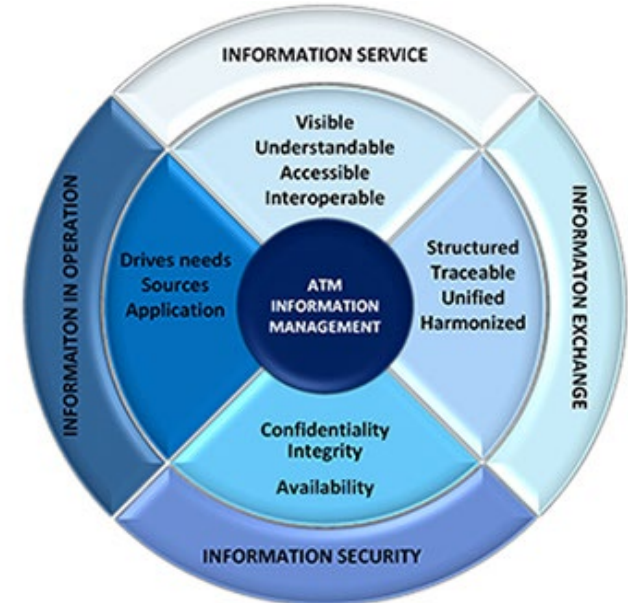 INFORMATION SERVICE
Visible
Understandable
Accessible
Interoperable
INFORMAITON IN OPERATION
Drives needs
Sources
Application
ATM
INFORMATION
MANAGEMENT
Structured
Traceable
Unified
Harmonized
INFORMATON EXCHANGE
Confidentiality
Integrity
Availability
INFORMATION SECURITY